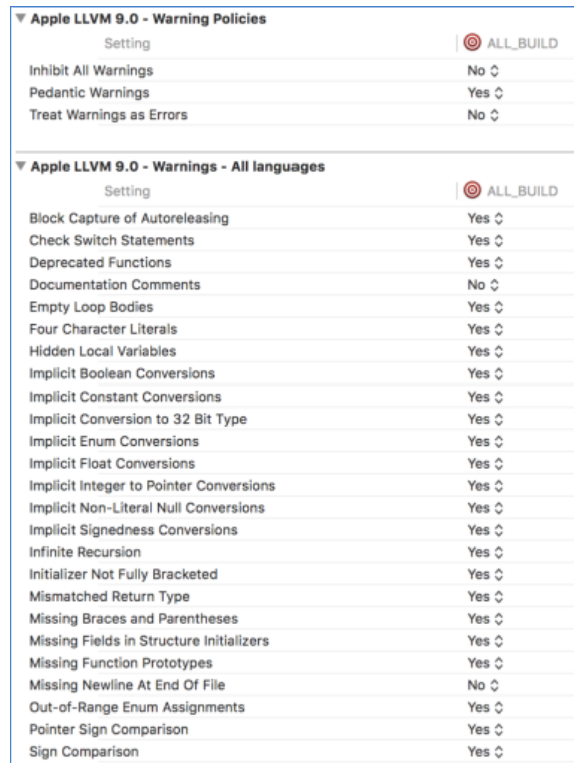 Apple LLVM 9.0 - Warning Policies
Setting ALL_BUILD
Inhibit All Warnings No
Pedantic Warnings Yes
Treat Warnings as Errors No
Apple LLVM 9.0 - Warnings - All languages
Setting ALL_BUILD
Block Capture of Autoreleasing Yes
Check Switch Statements Yes
Deprecated Functions Yes
Documentation Comments No
Empty Loop Bodies Yes
Four Character Literals Yes
Hidden Local Variables Yes
Implicit Boolean Conversions Yes
Implicit Constant Conversions Yes
Implicit Conversion to 32 Bit Type Yes
Implicit Enum Conversions Yes
Implicit Float Conversions Yes
Implicit Integer to Pointer Conversions Yes
Implicit Non-Literal Null Conversions Yes
Implicit Signedness Conversions Yes
Infinite Recursion Yes
Initializer Not Fully Bracketed Yes
Mismatched Return Type Yes
Missing Braces and Parentheses Yes
Missing Fields in Structure Initializers Yes
Missing Function Prototypes Yes
Missing Newline At End Of File No
Out-of-Range Enum Assignments Yes
Pointer Sign Comparison Yes
Sign Comparison Yes